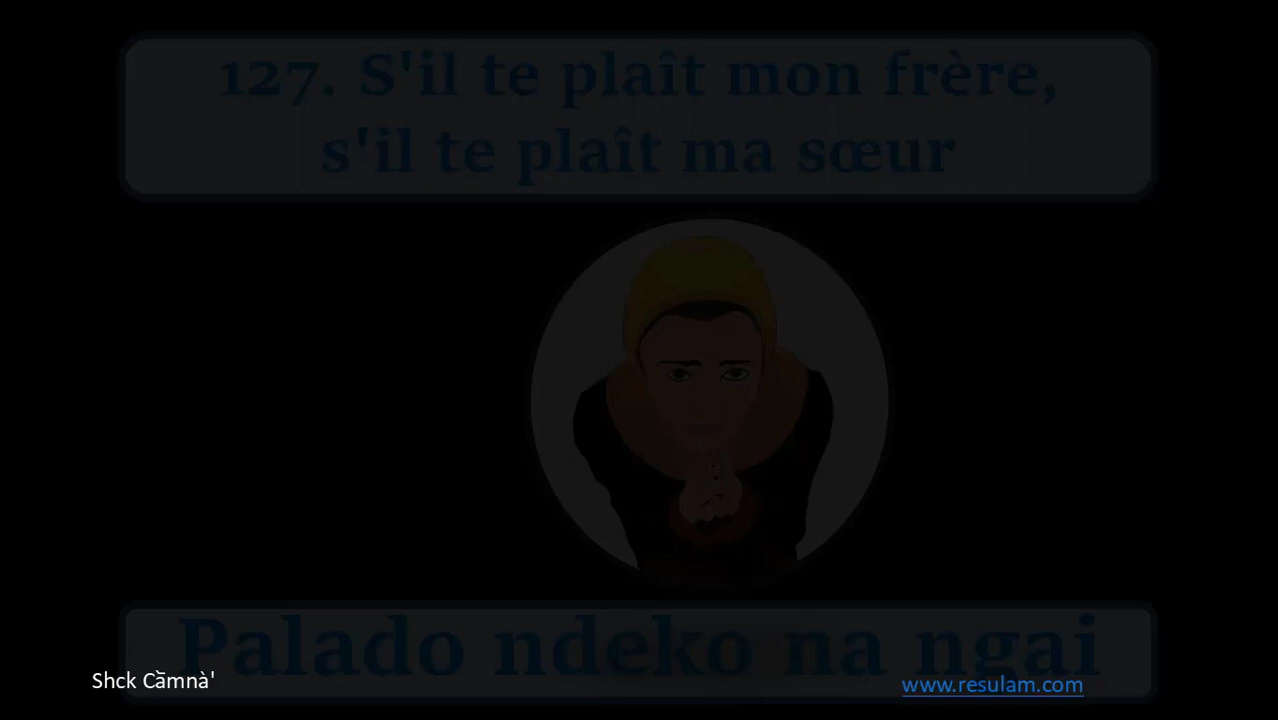 127. S'il te plaît mon frère,
s'il te plaît ma sœur
Palado ndeko na ngai
Shck Cȁmnà'
www.resulam.com